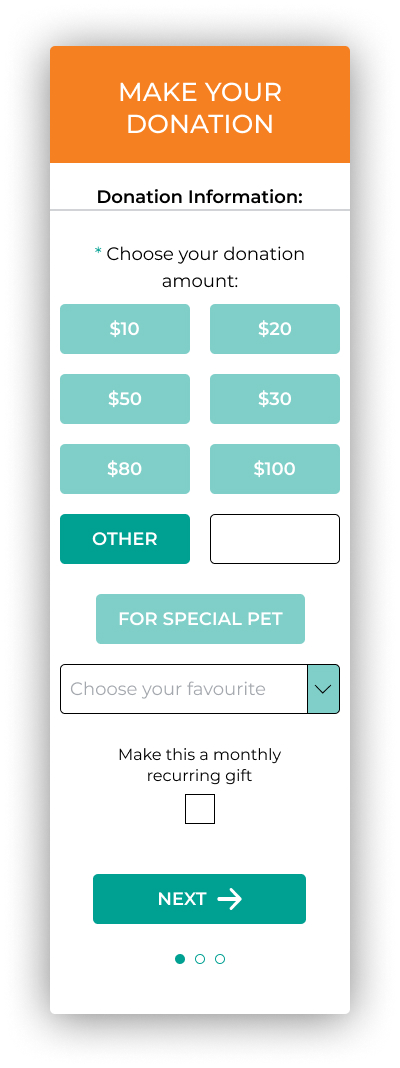 MAKE YOUR
DONATION
Donation Information:
* Choose your donation
amount:
$10
$20
$50
$30
$80
$100
OTHER
FOR SPECIAL PET
Choose your favourite
Make this a monthly
recurring gift
NEXT